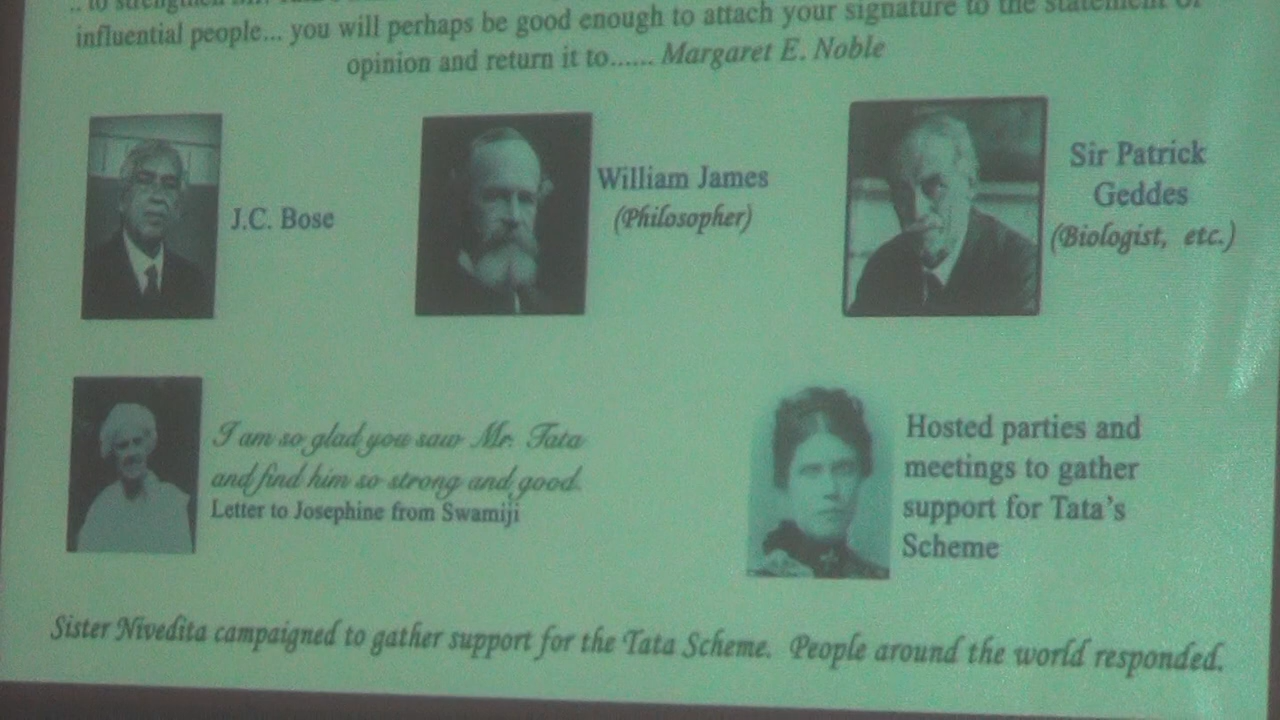 .. to strengthen
influential people... you will perhaps be good enough to attach your signature to the statement of
opinion and return it to...... Margaret E. Noble
J.C. Bose
William James
(Philosopher)
Sir Patrick
Geddes
(Biologist, etc.)
I am so glad you saw Mr. Tata
and find him so strong and good.
Letter to Josephine from Swamiji
Hosted parties and
meetings to gather
support for Tata's
Scheme
Sister Nivedita campaigned to gather support for the Tata Scheme. People around the world responded.